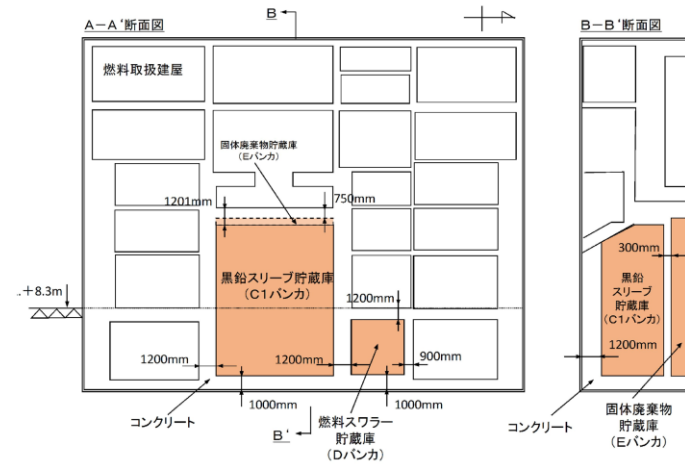 A－A'断面図
B
B－B'断面図
燃料取扱建屋
固体廃棄物貯蔵庫
(Eバンカ)
1201mm
750mm
黒鉛スリーブ貯蔵庫
(C1バンカ)
＋8.3m
1200mm
1200mm
1200mm
900mm
1000mm
1000mm
コンクリート
B'
燃料スワラー
貯蔵庫
(Dバンカ)
300mm
黒鉛
スリーブ
貯蔵庫
(C1バンカ)
1200mm
コンクリート
固体廃棄物
貯蔵庫
(Eバンカ)